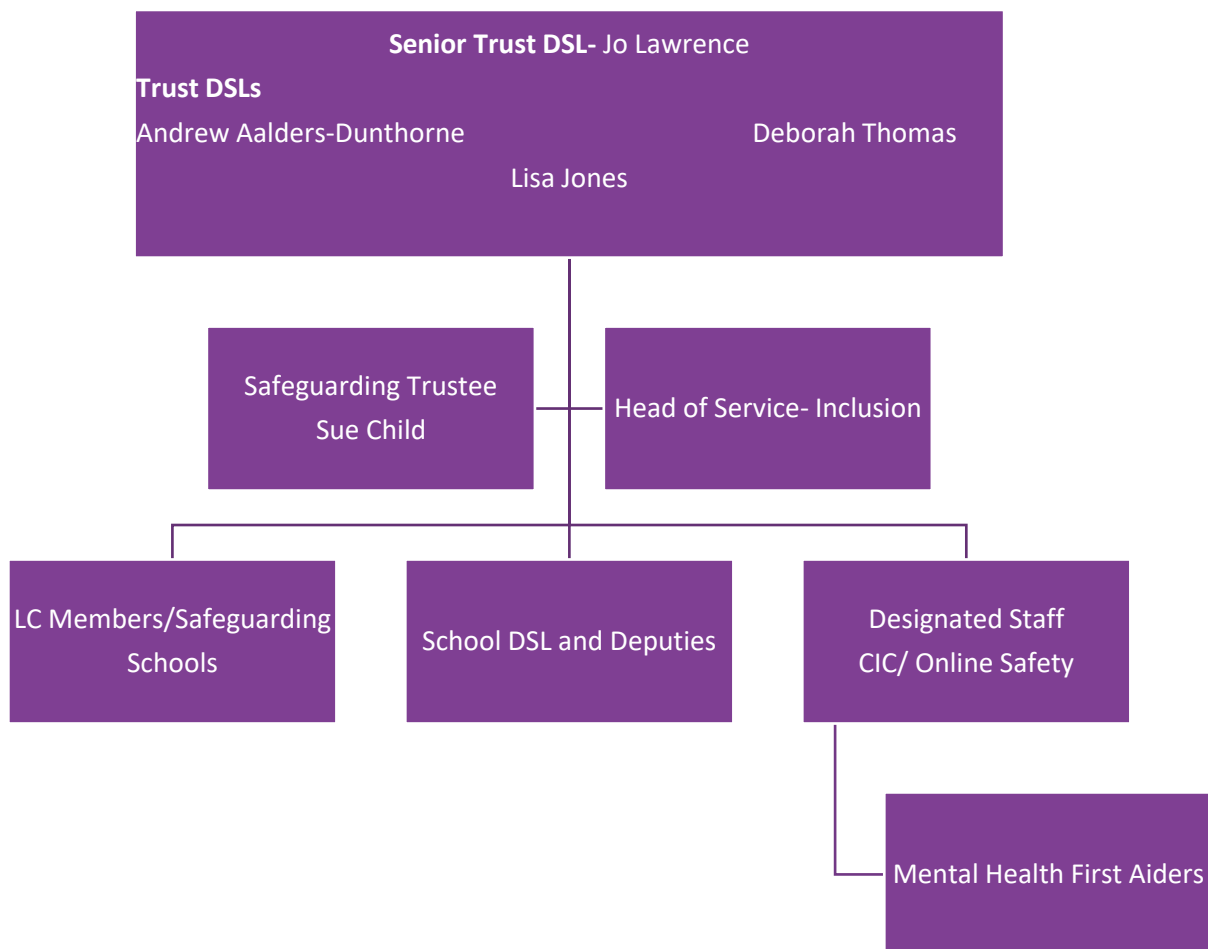 Senior Trust DSL- Jo Lawrence
Trust DSLs
Andrew Aalders-Dunthorne Deborah Thomas
Lisa Jones
Safeguarding Trustee
Sue Child
Head of Service- Inclusion
LC Members/Safeguarding
Schools
School DSL and Deputies
Designated Staff
CIC/ Online Safety
Mental Health First Aiders